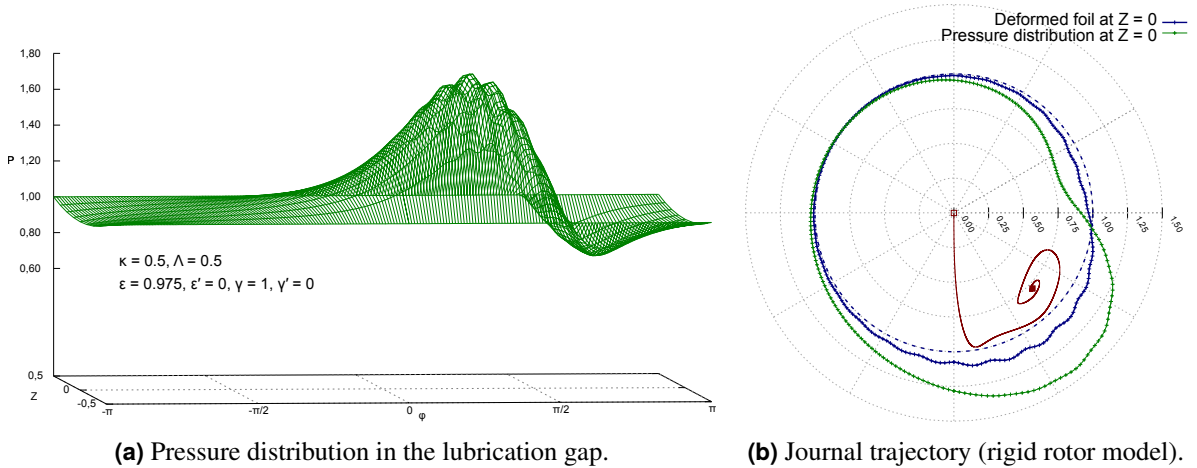 1,80
1,60
1,40
P
1,20
1,00
0,80
0,60
κ = 0.5, Λ = 0.5
ε = 0.975, ε′ = 0, γ = 1, γ′ = 0
0,5
Z
0
-0,5
-π
-π/2
0
φ
π/2
π
(a) Pressure distribution in the lubrication gap.
Deformed foil at Z = 0
Pressure distribution at Z = 0
0.00
0.25
0.50
0.75
1.00
1.25
1.50
(b) Journal trajectory (rigid rotor model).